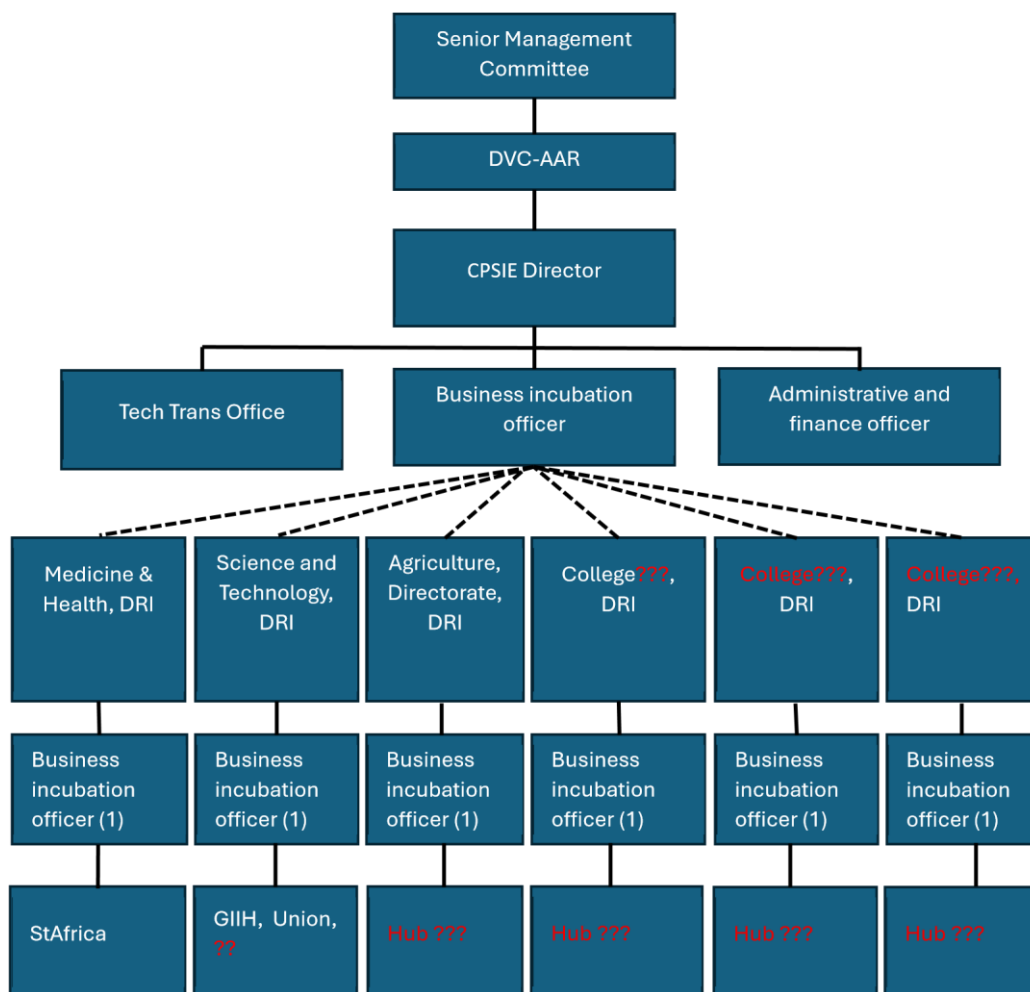 Senior Management
Committee
DVC-AAR
CPSIE Director
Tech Trans Office
Business incubation
officer
Administrative and
finance officer
Medicine &
Health, DRI
Science and
Technology,
DRI
Agriculture,
Directorate,
DRI
College???,
DRI
College???,
DRI
College???,
DRI
Business
incubation
officer (1)
Business
incubation
officer (1)
Business
incubation
officer (1)
Business
incubation
officer (1)
Business
incubation
officer (1)
Business
incubation
officer (1)
StAfrica
GIIH, Union,
??
Hub ???
Hub ???
Hub ???
Hub ???